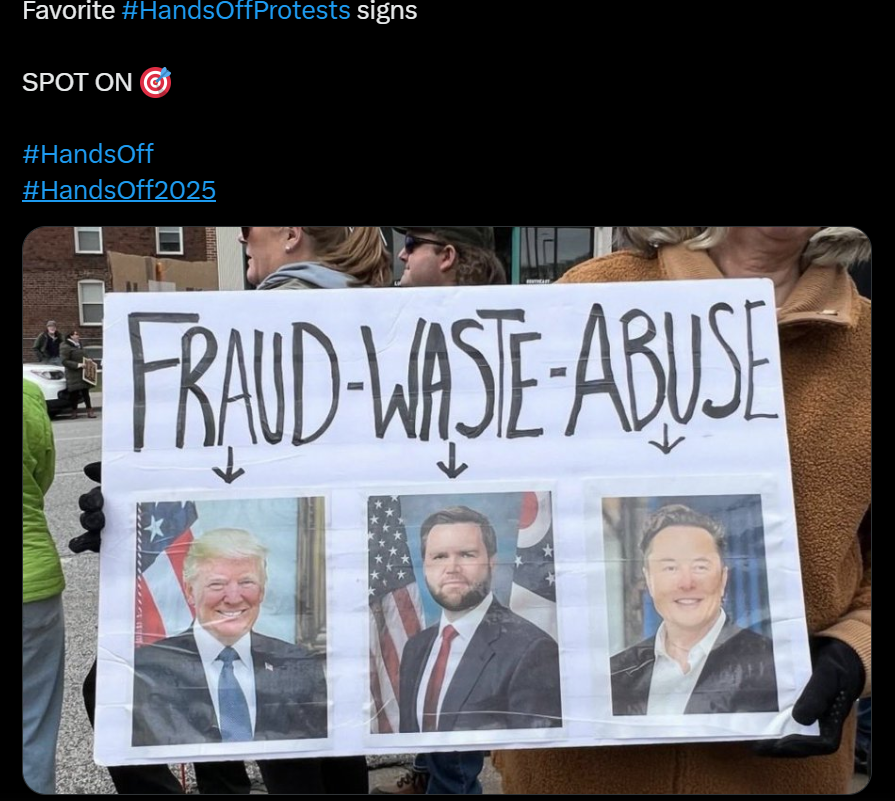 Favorite #HandsOffProtests signs
SPOT ON 🎯
#HandsOff
#HandsOff2025
FRAUD-WASTE-ABUSE